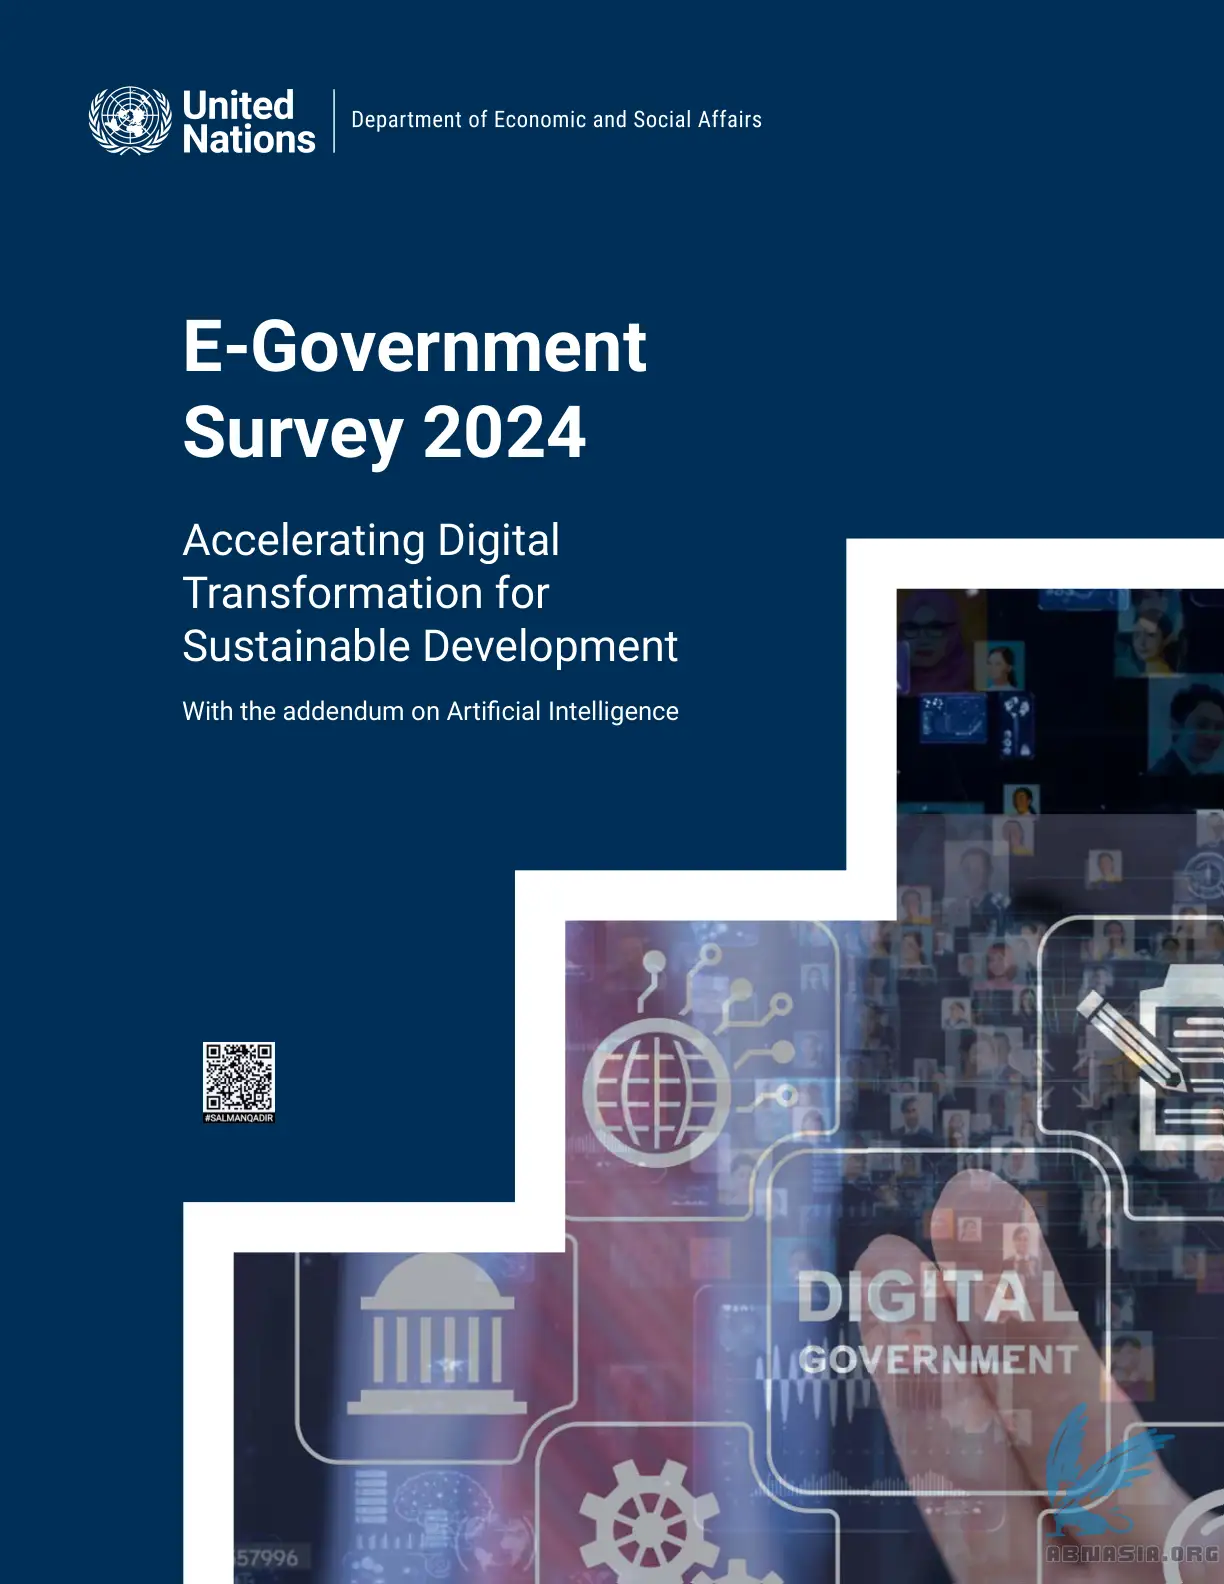 United
Nations
Department of Economic and Social Affairs
E-Government
Survey 2024
Accelerating Digital
Transformation for
Sustainable Development
With the addendum on Artificial Intelligence
#SALMANQADIR
DIGITAL
GOVERNMENT
57996
ABMASIA.ORG